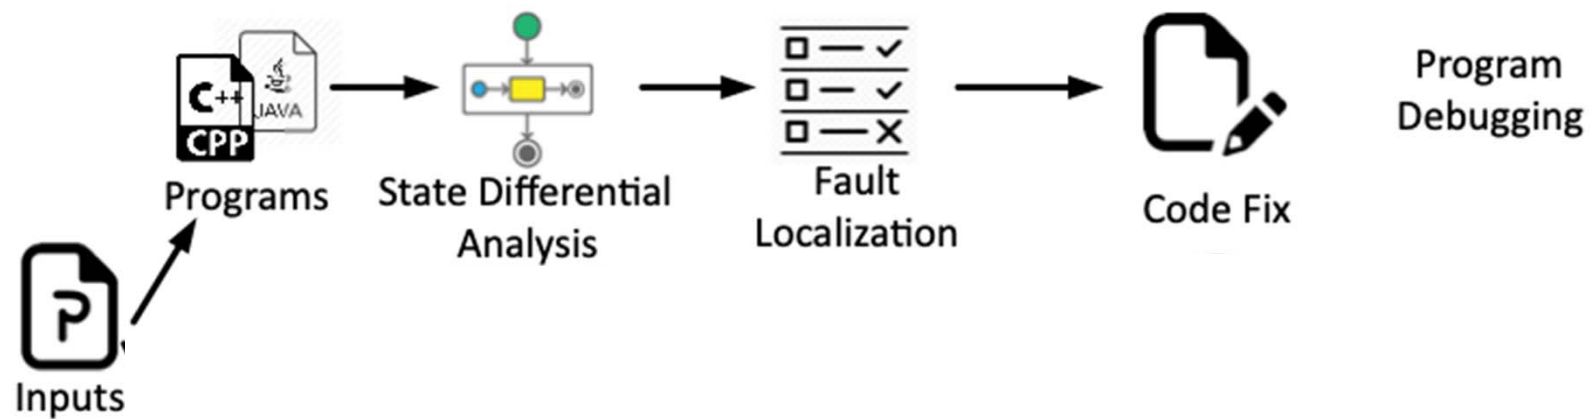 C++
CPP
JAVA
Programs
State Differential
Analysis
Fault
Localization
Code Fix
Program
Debugging
P
Inputs